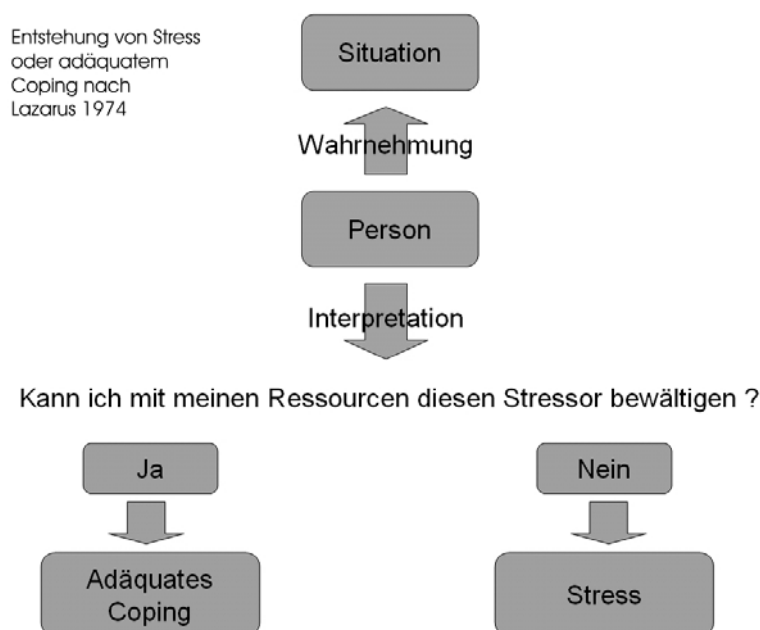 Entstehung von Stress
oder adäquatem
Coping nach
Lazarus 1974
Situation
Wahrnehmung
Person
Interpretation
Kann ich mit meinen Ressourcen diesen Stressor bewältigen ?
Ja
Nein
Adäquates
Coping
Stress